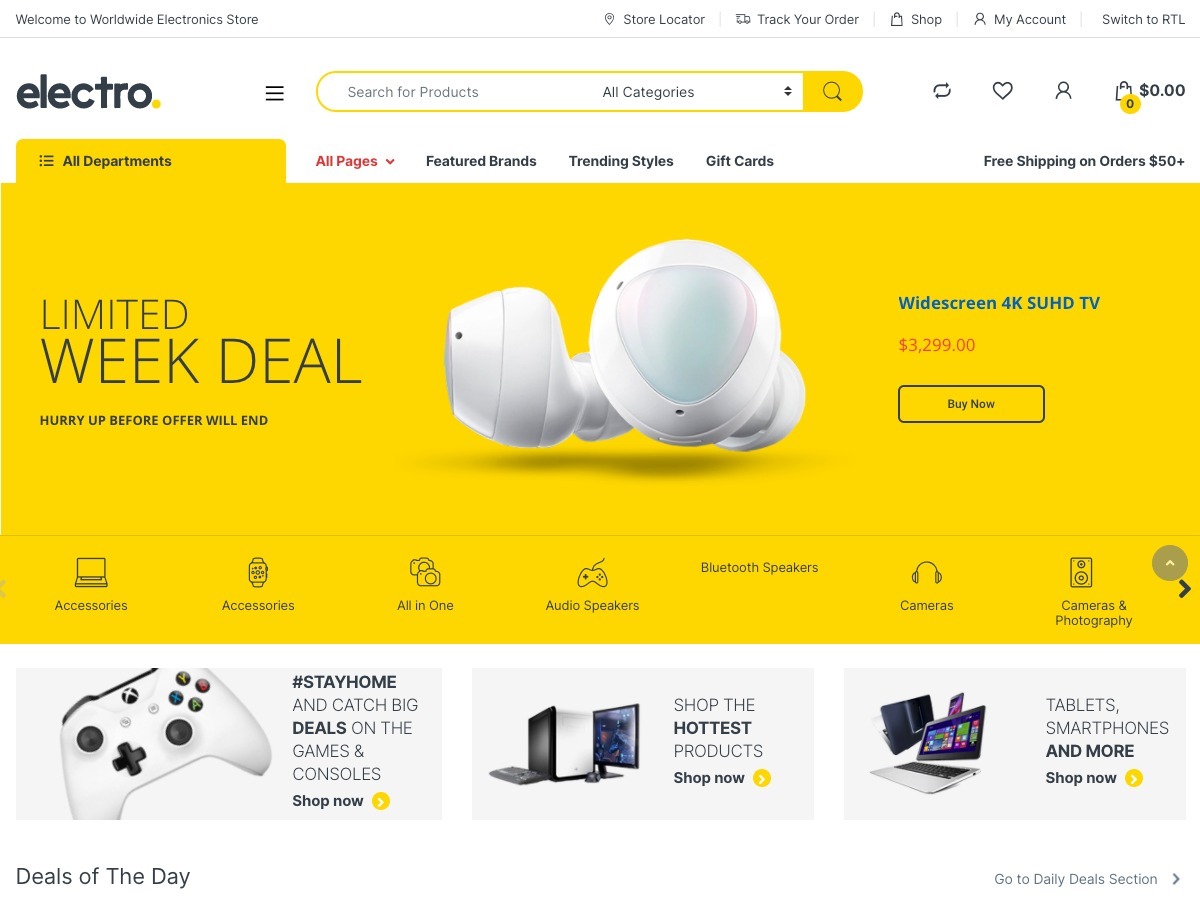 Welcome to Worldwide Electronics Store
Store Locator
Track Your Order
Shop
My Account
Switch to RTL
electro.
Search for Products
All Categories
0
$0.00
All Departments
All Pages
Featured Brands
Trending Styles
Gift Cards
Free Shipping on Orders $50+
LIMITED
WEEK DEAL
HURRY UP BEFORE OFFER WILL END
Widescreen 4K SUHD TV
$3,299.00
Buy Now
Accessories
Accessories
All in One
Audio Speakers
Bluetooth Speakers
Cameras
Cameras &
Photography
#STAYHOME
AND CATCH BIG
DEALS ON THE
GAMES &
CONSOLES
Shop now
SHOP THE
HOTTEST
PRODUCTS
Shop now
TABLETS,
SMARTPHONES
AND MORE
Shop now
Deals of The Day
Go to Daily Deals Section